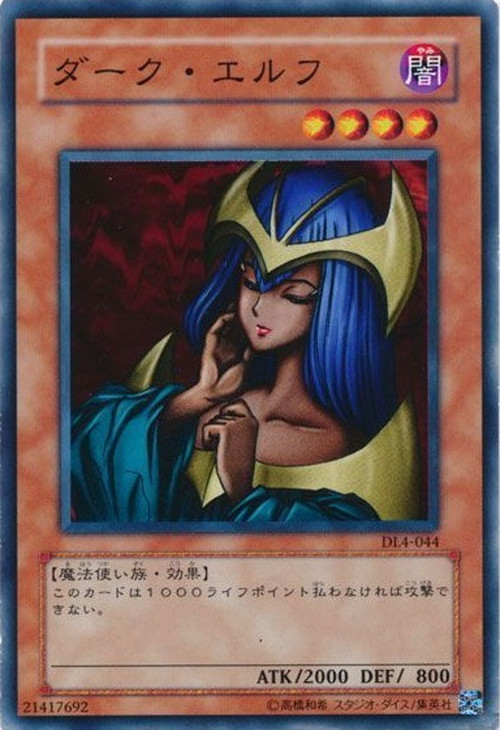 ダーク・エルフ
闇
DL4-044
【魔法使い族・効果】
このカードは１０００ライフポイント払わなければ攻撃で
きない。
ATK/2000 DEF/ 800
21417692
©高橋和希 スタジオ・ダイス/集英社